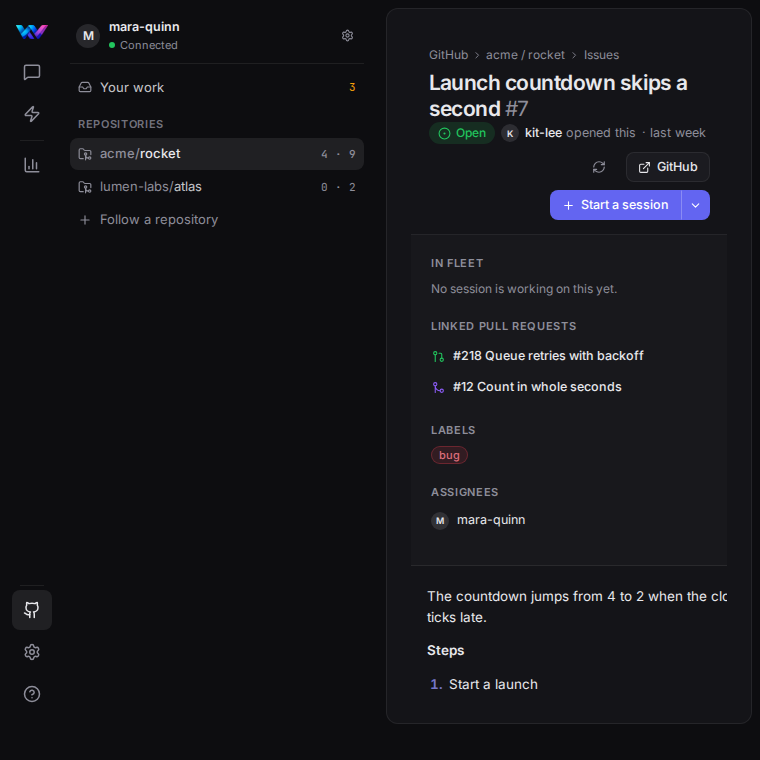 M
mara-quinn
Connected
Your work
3
REPOSITORIES
acme/rocket
4 · 9
lumen-labs/atlas
0 · 2
Follow a repository
GitHub › acme / rocket › Issues
Launch countdown skips a
second #7
Open
K
kit-lee opened this · last week
GitHub
Start a session
IN FLEET
No session is working on this yet.
LINKED PULL REQUESTS
#218 Queue retries with backoff
#12 Count in whole seconds
LABELS
bug
ASSIGNEES
M
mara-quinn
The countdown jumps from 4 to 2 when the clo
ticks late.
Steps
1. Start a launch